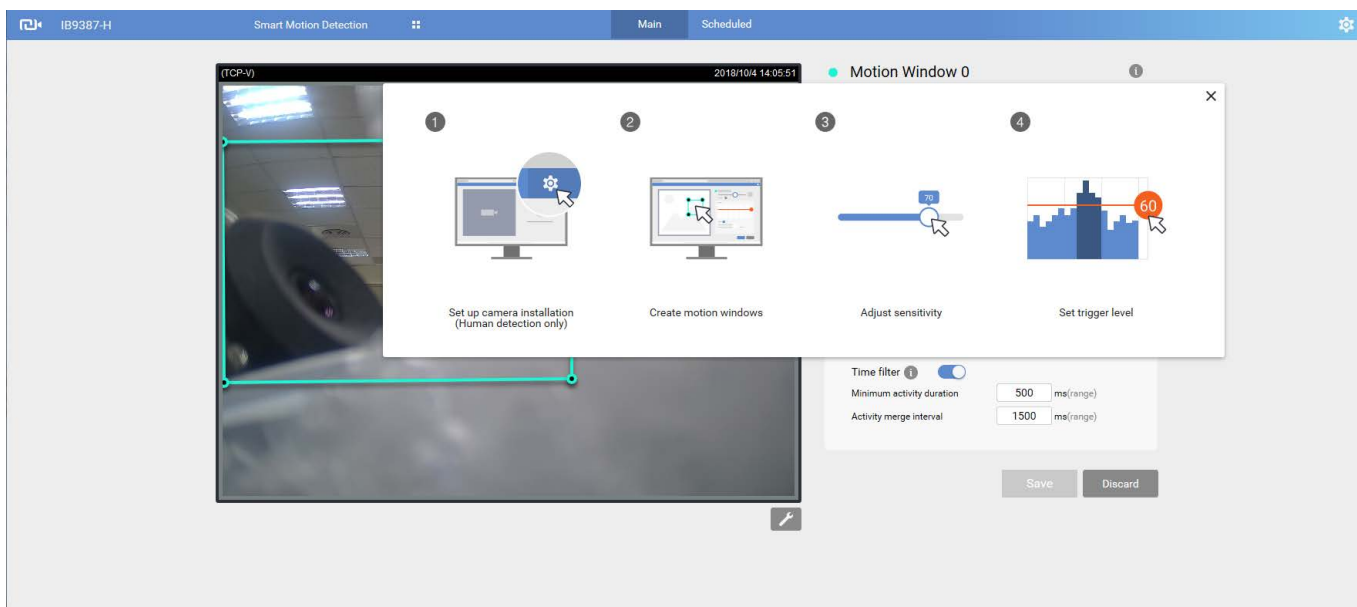 IB9387-H
Smart Motion Detection
Main
Scheduled
(TCP-V)
2018/10/4 14:05:51
Motion Window 0
i
1
2
3
4
70
60
Set up camera installation
(Human detection only)
Create motion windows
Adjust sensitivity
Set trigger level
Time filter i
Minimum activity duration 500 ms(range)
Activity merge interval 1500 ms(range)
Save
Discard